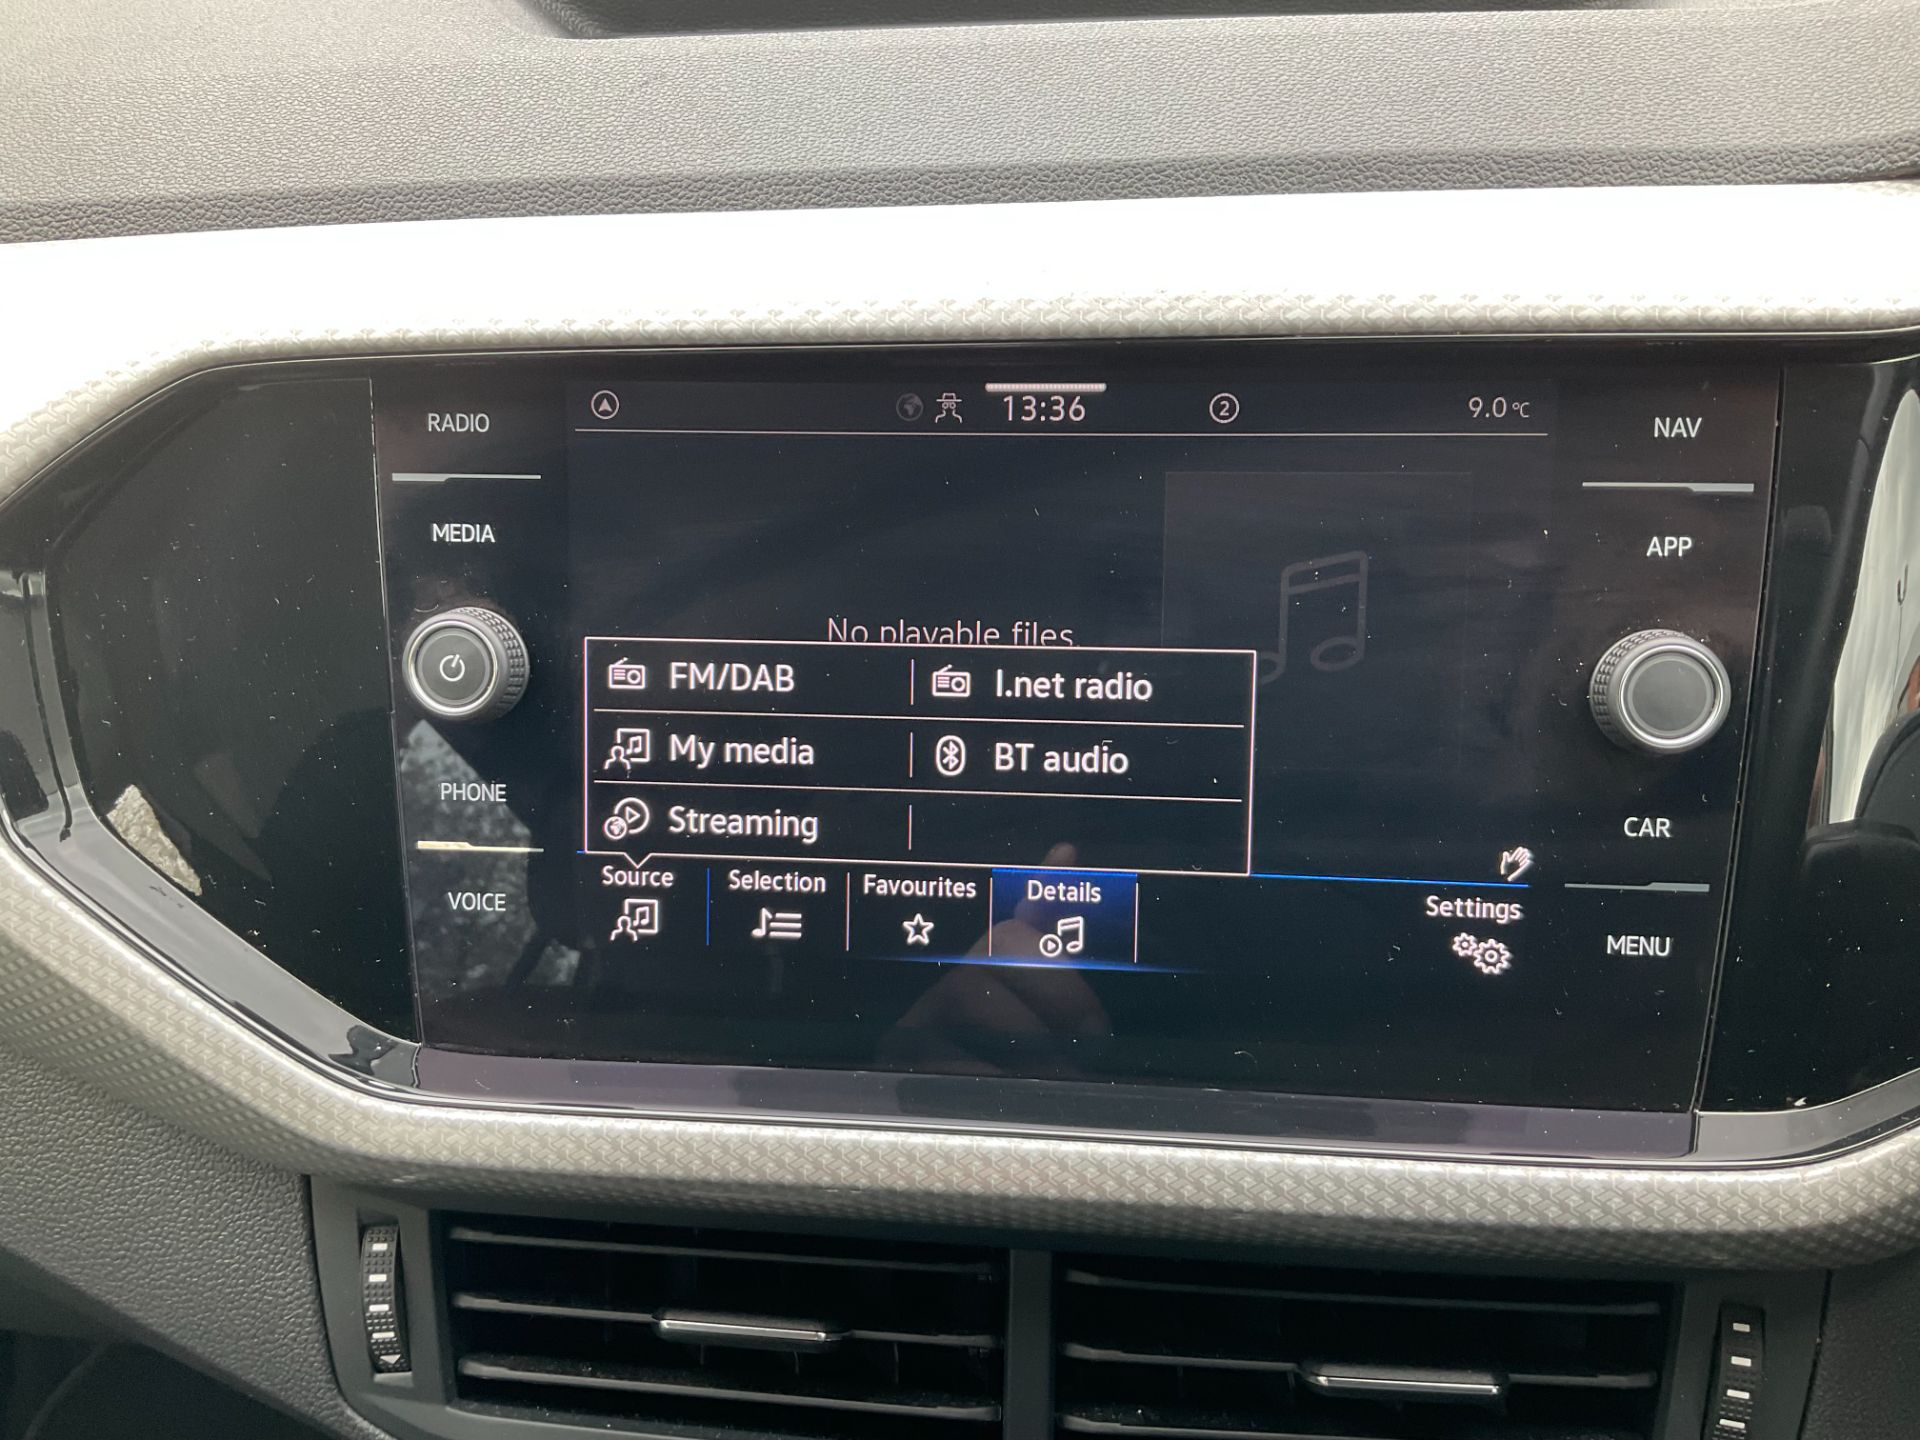 RADIO
13:36
2
9.0 °C
NAV
MEDIA
APP
No playable files.
FM/DAB
I.net radio
My media
BT audio
PHONE
Streaming
CAR
Source
Selection
Favourites
Details
Settings
VOICE
MENU